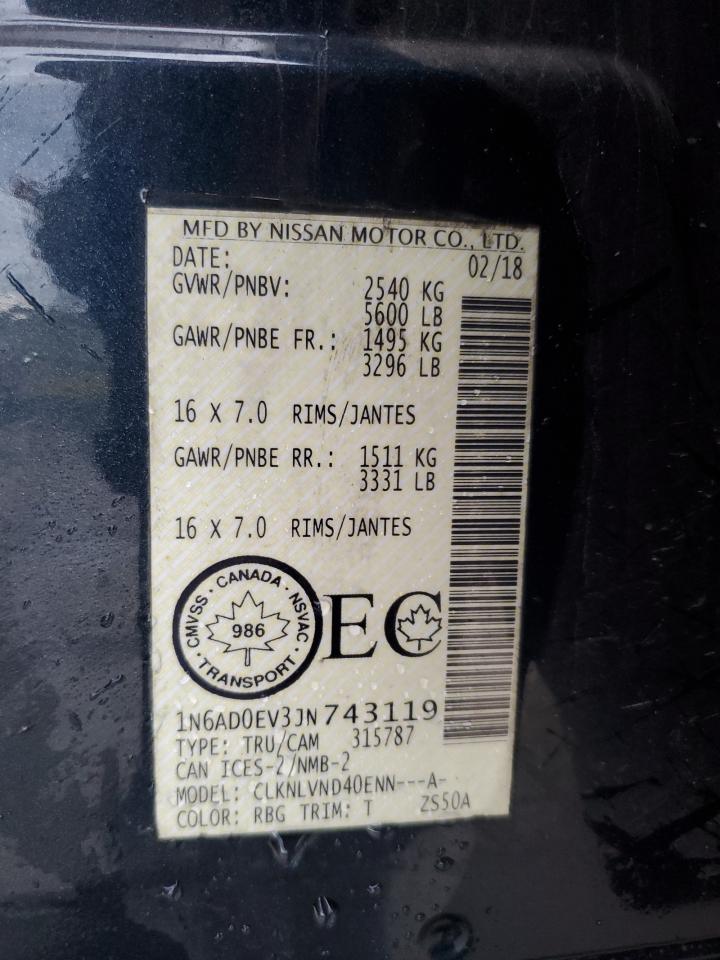 MFD BY NISSAN MOTOR CO., LTD.
DATE: 02/18
GVWR/PNBV: 2540 KG
5600 LB
GAWR/PNBE FR.: 1495 KG
3296 LB
16 X 7.0 RIMS/JANTES
GAWR/PNBE RR.: 1511 KG
3331 LB
16 X 7.0 RIMS/JANTES
CMVSS · CANADA · NSVAC · TRANSPORT ·
986
EC
1N6AD0EV3JN743119
TYPE: TRU/CAM 315787
CAN ICES-2/NMB-2
MODEL: CLKNLVND40ENN---A-
COLOR: RBG TRIM: T ZS50A